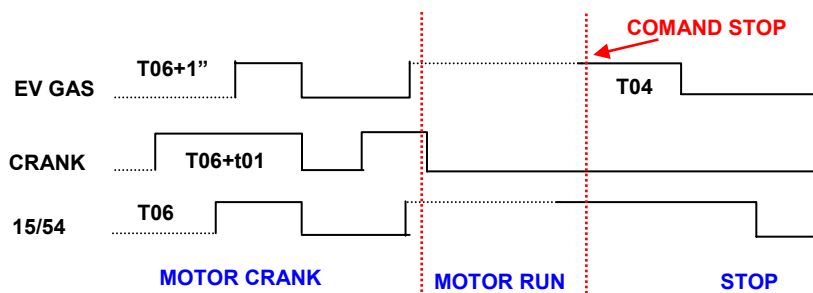 COMAND STOP
T06+1”
EV GAS
T04
CRANK
T06+t01
T06
15/54
MOTOR CRANK
MOTOR RUN
STOP